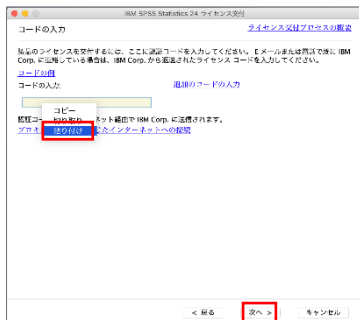 IBM SPSS Statistics 24 ライセンス交付
コードの入力
ライセンス交付プロセスの概要
製品のライセンスを交付するには、ここに認証コードを入力してください。 E メールまたは電話で既に IBM
Corp. に回答している場合は、IBM Corp. から返送されたライセンス コードを入力してください。
コードの例
コードの入力:
追加のコードの入力
コピー
切り取り
貼り付け
認証コー ネット経由で IBM Corp. に送信されます。
プロキ じたインターネットへの接続
< 戻る
次へ >
キャンセル